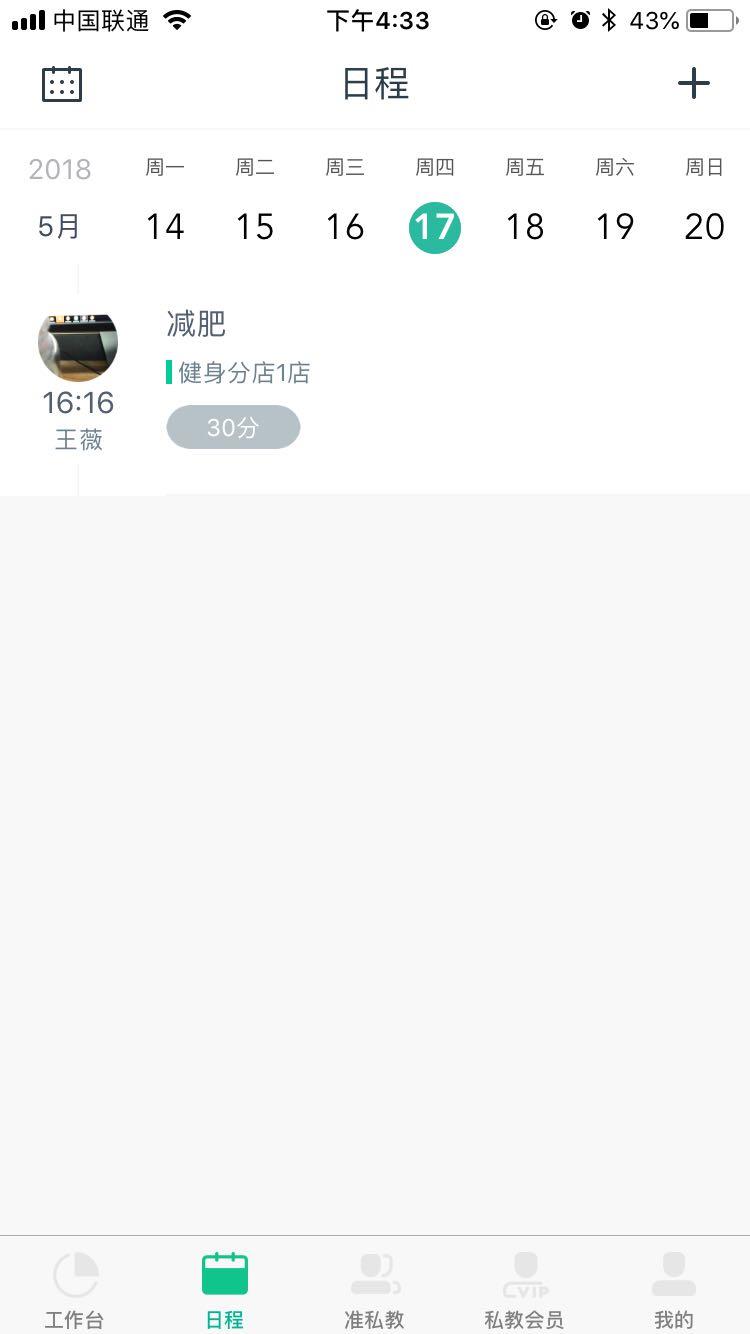 中国联通 下午4:33 43%
日程
2018 周一 周二 周三 周四 周五 周六 周日
5月 14 15 16 17 18 19 20
减肥
健身分店1店
16:16
30分
王薇
VIP
工作台 日程 准私教 私教会员 我的